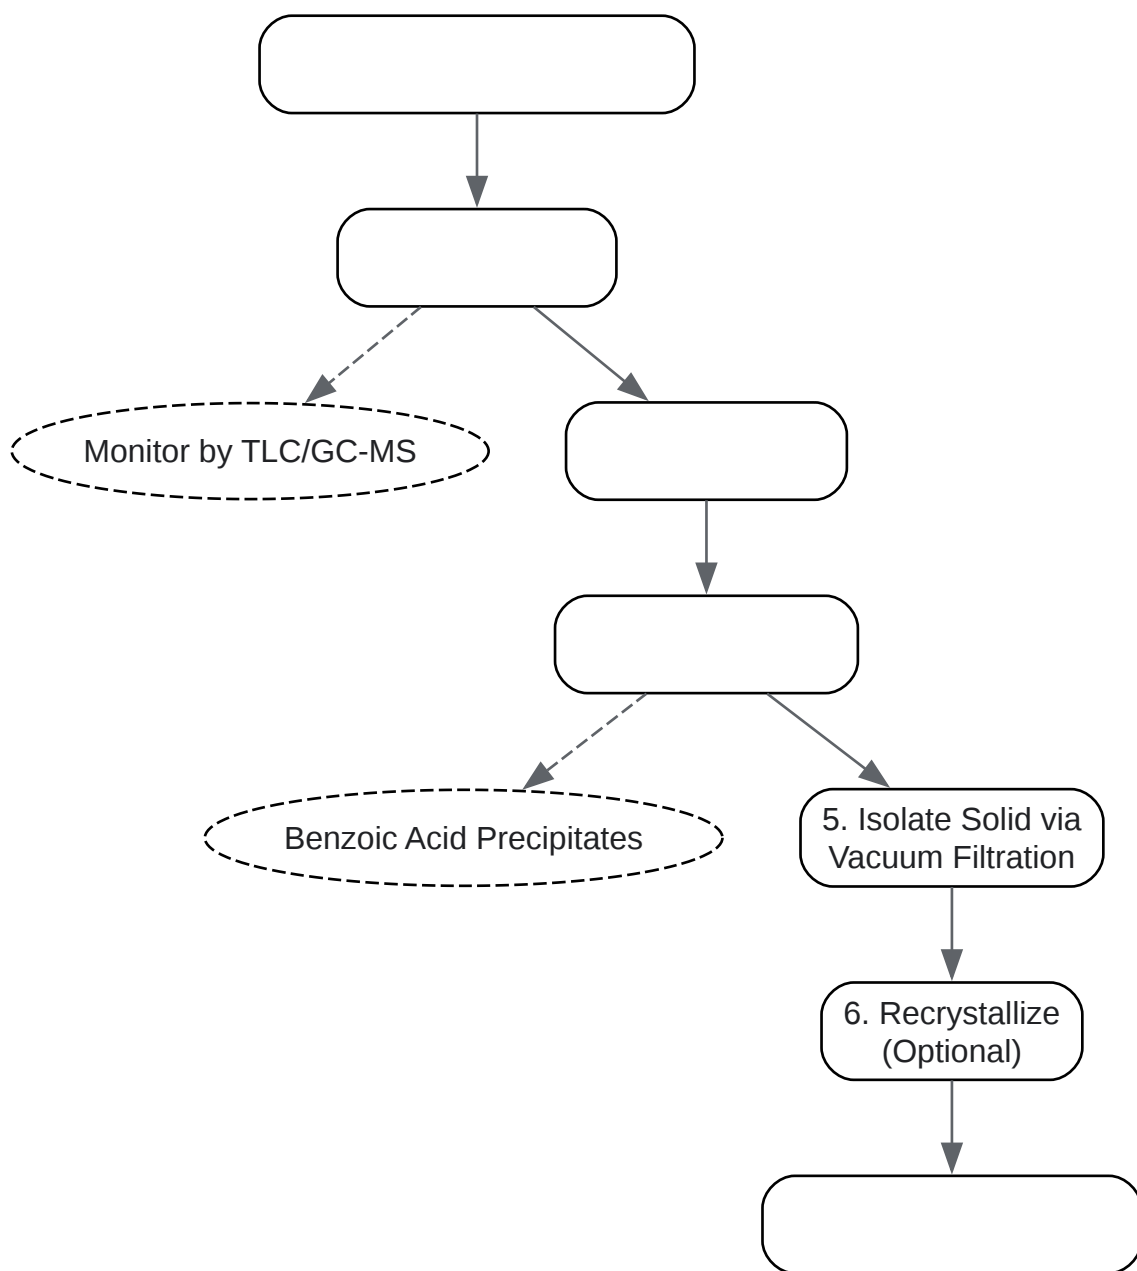 Monitor by TLC/GC-MS
Benzoic Acid Precipitates
5. Isolate Solid via
Vacuum Filtration
6. Recrystallize
(Optional)